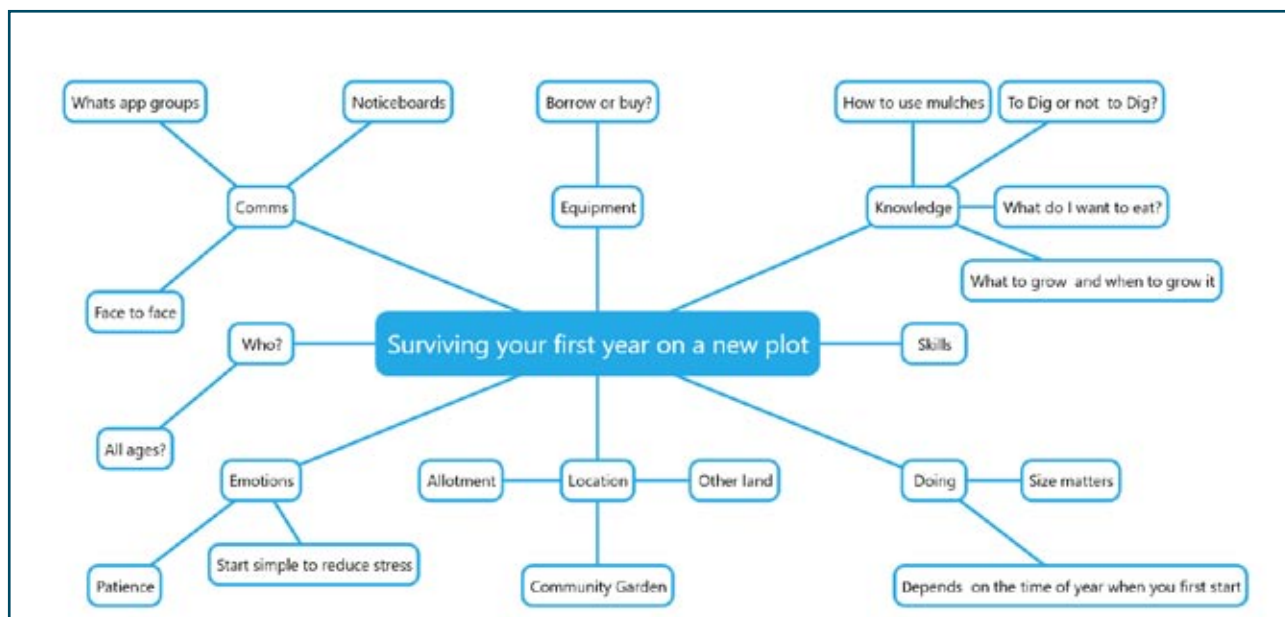 Whats app groups
Noticeboards
Borrow or buy?
How to use mulches
To Dig or not to Dig?
Comms
Equipment
Knowledge
What do I want to eat?
What to grow and when to grow it
Face to face
Who?
Surviving your first year on a new plot
Skills
All ages?
Emotions
Allotment
Location
Other land
Doing
Size matters
Start simple to reduce stress
Patience
Community Garden
Depends on the time of year when you first start